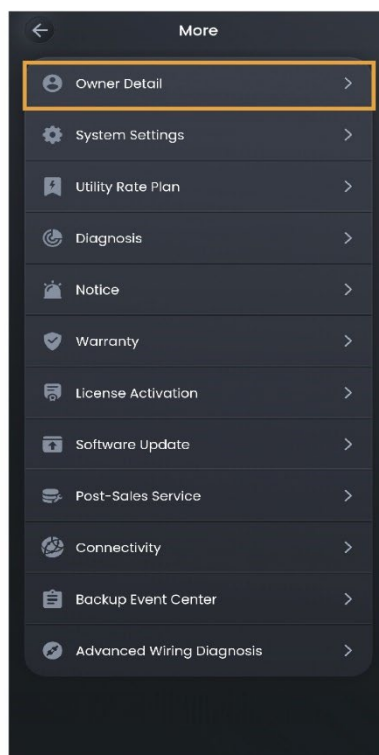 More
Owner Detail
System Settings
Utility Rate Plan
Diagnosis
Notice
Warranty
License Activation
Software Update
Post-Sales Service
Connectivity
Backup Event Center
Advanced Wiring Diagnosis